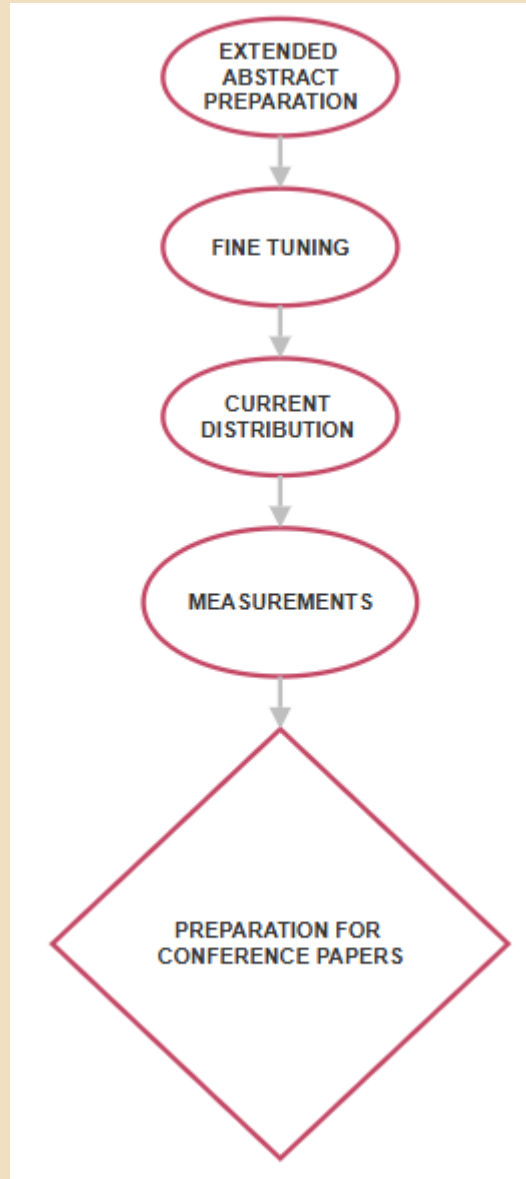 EXTENDED
ABSTRACT
PREPARATION
FINE TUNING
CURRENT
DISTRIBUTION
MEASUREMENTS
PREPARATION FOR
CONFERENCE PAPERS